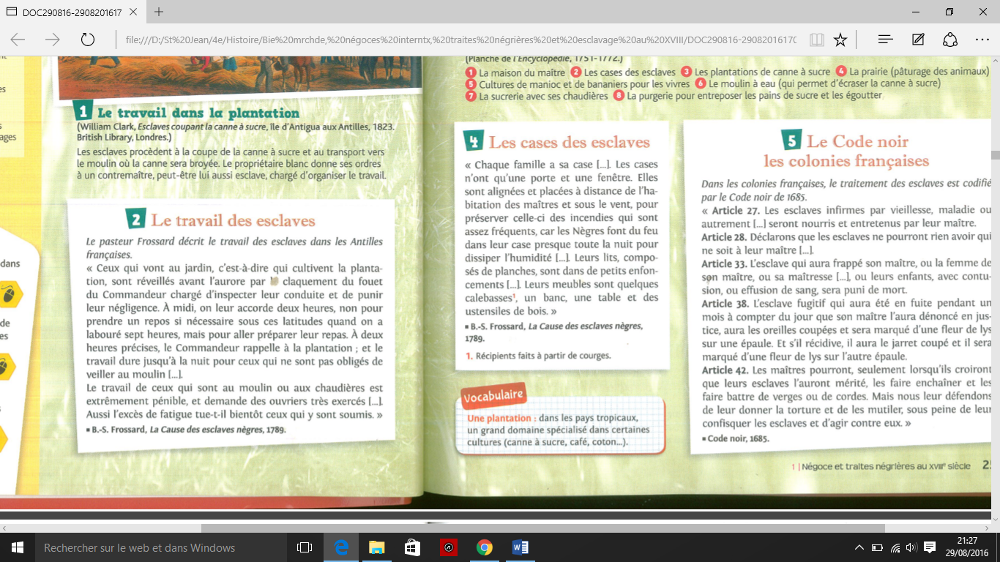 DOC290816-2908201617
file:///D:/St%20Jean/4e/Histoire/Bie%20mrchde,%20négoces%20interntx,%20traites%20négrières%20et%20esclavage%20au%20XVIII/DOC290816-29082016170
es
s
ages
dans
de
es
1 Le travail dans la plantation
(William Clark, Esclaves coupant la canne à sucre, île d'Antigua aux Antilles, 1823.
British Library, Londres.)
Les esclaves procèdent à la coupe de la canne à sucre et au transport vers
le moulin où la canne sera broyée. Le propriétaire blanc donne ses ordres
à un contremaître, peut-être lui aussi esclave, chargé d'organiser le travail.
2 Le travail des esclaves
Le pasteur Frossard décrit le travail des esclaves dans les Antilles
françaises.
« Ceux qui vont au jardin, c'est-à-dire qui cultivent la planta-
tion, sont réveillés avant l'aurore par claquement du fouet
du Commandeur chargé d'inspecter leur conduite et de punir
leur négligence. À midi, on leur accorde deux heures, non pour
prendre un repos si nécessaire sous ces latitudes quand on a
labouré sept heures, mais pour aller préparer leur repas. À deux
heures précises, le Commandeur rappelle à la plantation ; et le
travail dure jusqu'à la nuit pour ceux qui ne sont pas obligés de
veiller au moulin [...].
Le travail de ceux qui sont au moulin ou aux chaudières est
extrêmement pénible, et demande des ouvriers très exercés [...].
Aussi l'excès de fatigue tue-t-il bientôt ceux qui y sont soumis. »
▪ B.-S. Frossard, La Cause des esclaves nègres, 1789.
(Planche de l'Encyclopédie, 1751-1772.)
1 La maison du maître 2 Les cases des esclaves 3 Les plantations de canne à sucre 4 La prairie (pâturage des animaux)
5 Cultures de manioc et de bananiers pour les vivres 6 Le moulin à eau (qui permet d'écraser la canne à sucre)
7 La sucrerie avec ses chaudières 8 La purgerie pour entreposer les pains de sucre et les égoutter
4 Les cases des esclaves
« Chaque famille a sa case [...]. Les cases
n'ont qu'une porte et une fenêtre. Elles
sont alignées et placées à distance de l'ha-
bitation des maîtres et sous le vent, pour
préserver celle-ci des incendies qui sont
assez fréquents, car les Nègres font du feu
dans leur case presque toute la nuit pour
dissiper l'humidité [...]. Leurs lits, compo-
sés de planches, sont dans de petits enfon-
cements [...]. Leurs meubles sont quelques
calebasses¹, un banc, une table et des
ustensiles de bois. »
▪ B.-S. Frossard, La Cause des esclaves nègres,
1789.
1. Récipients faits à partir de courges.
Vocabulaire
Une plantation : dans les pays tropicaux,
un grand domaine spécialisé dans certaines
cultures (canne à sucre, café, coton...).
5 Le Code noir
les colonies françaises
Dans les colonies françaises, le traitement des esclaves est codifié
par le Code noir de 1685.
« Article 27. Les esclaves infirmes par vieillesse, maladie ou
autrement [...] seront nourris et entretenus par leur maître.
Article 28. Déclarons que les esclaves ne pourront rien avoir qui
ne soit à leur maître [...].
Article 33. L'esclave qui aura frappé son maître, ou la femme de
son maître, ou sa maîtresse [...], ou leurs enfants, avec contu-
sion, ou effusion de sang, sera puni de mort.
Article 38. L'esclave fugitif qui aura été en fuite pendant un
mois à compter du jour que son maître l'aura dénoncé en jus-
tice, aura les oreilles coupées et sera marqué d'une fleur de lys
sur une épaule. Et s'il récidive, il aura le jarret coupé et il sera
marqué d'une fleur de lys sur l'autre épaule.
Article 42. Les maîtres pourront, seulement lorsqu'ils croiront
que leurs esclaves l'auront mérité, les faire enchaîner et les
faire battre de verges ou de cordes. Mais nous leur défendons
de leur donner la torture et de les mutiler, sous peine de leur
confisquer les esclaves et d'agir contre eux. »
▪ Code noir, 1685.
1 | Négoce et traites négrières au XVIIIe siècle
Rechercher sur le web et dans Windows
21:27
29/08/2016